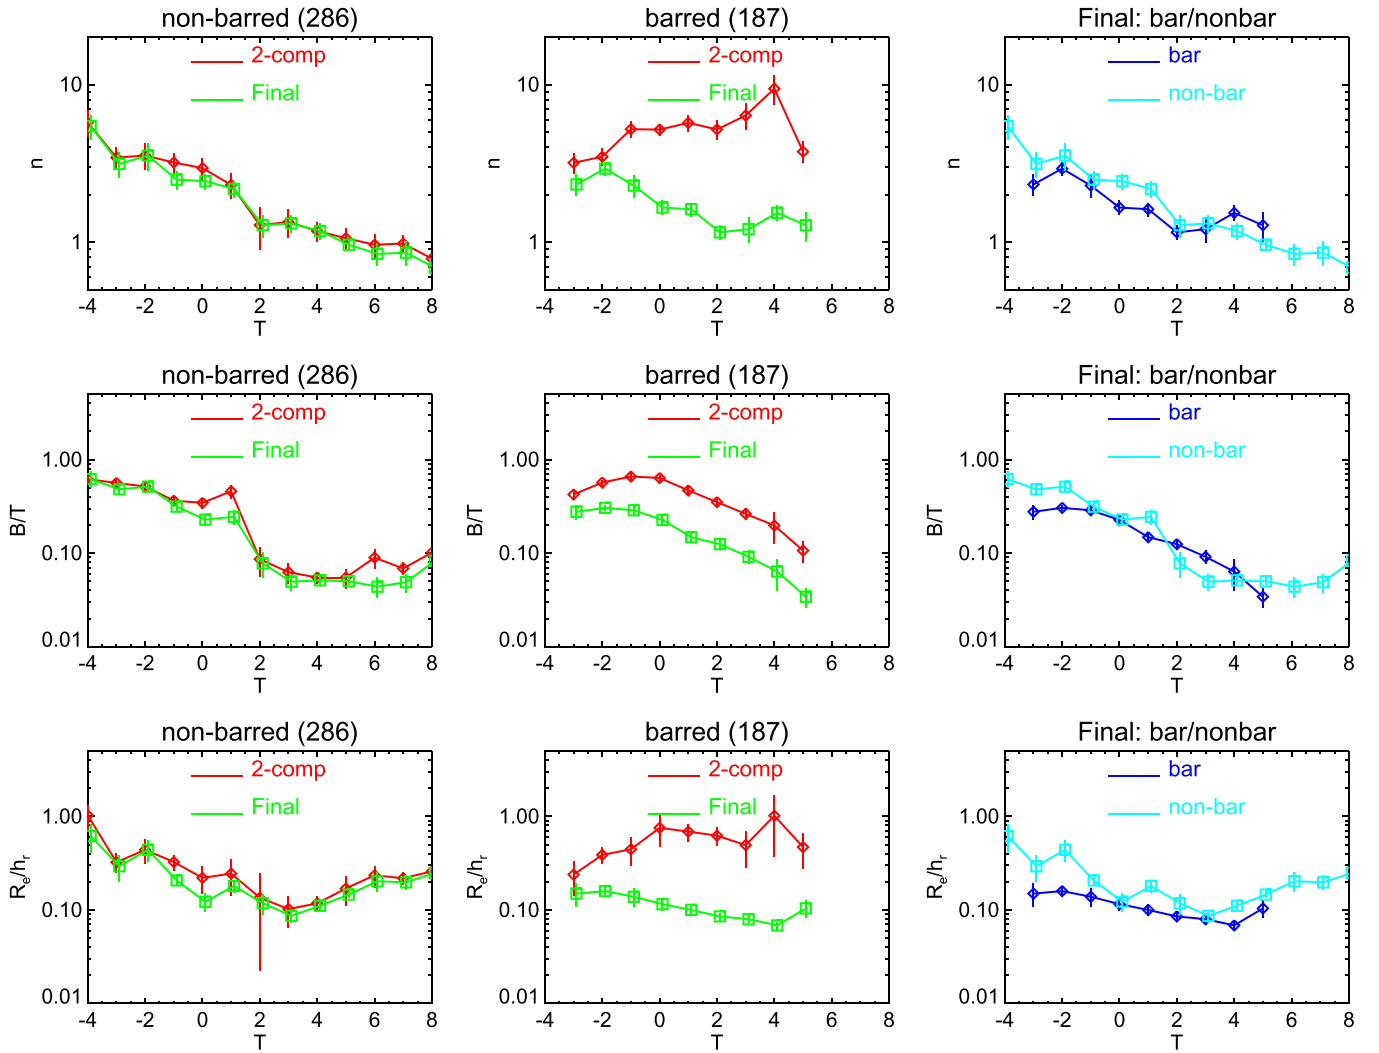 non-barred (286)
barred (187)
Final: bar/nonbar
2-comp
Final
2-comp
Final
bar
non-bar
10
1
n
-4 -2 0 2 4 6 8
T
10
1
n
-4 -2 0 2 4 6 8
T
10
1
n
-4 -2 0 2 4 6 8
T
non-barred (286)
barred (187)
Final: bar/nonbar
2-comp
Final
2-comp
Final
bar
non-bar
1.00
0.10
0.01
B/T
-4 -2 0 2 4 6 8
T
1.00
0.10
0.01
B/T
-4 -2 0 2 4 6 8
T
1.00
0.10
0.01
B/T
-4 -2 0 2 4 6 8
T
non-barred (286)
barred (187)
Final: bar/nonbar
2-comp
Final
2-comp
Final
bar
non-bar
1.00
0.10
0.01
Re/hr
-4 -2 0 2 4 6 8
T
1.00
0.10
0.01
Re/hr
-4 -2 0 2 4 6 8
T
1.00
0.10
0.01
Re/hr
-4 -2 0 2 4 6 8
T